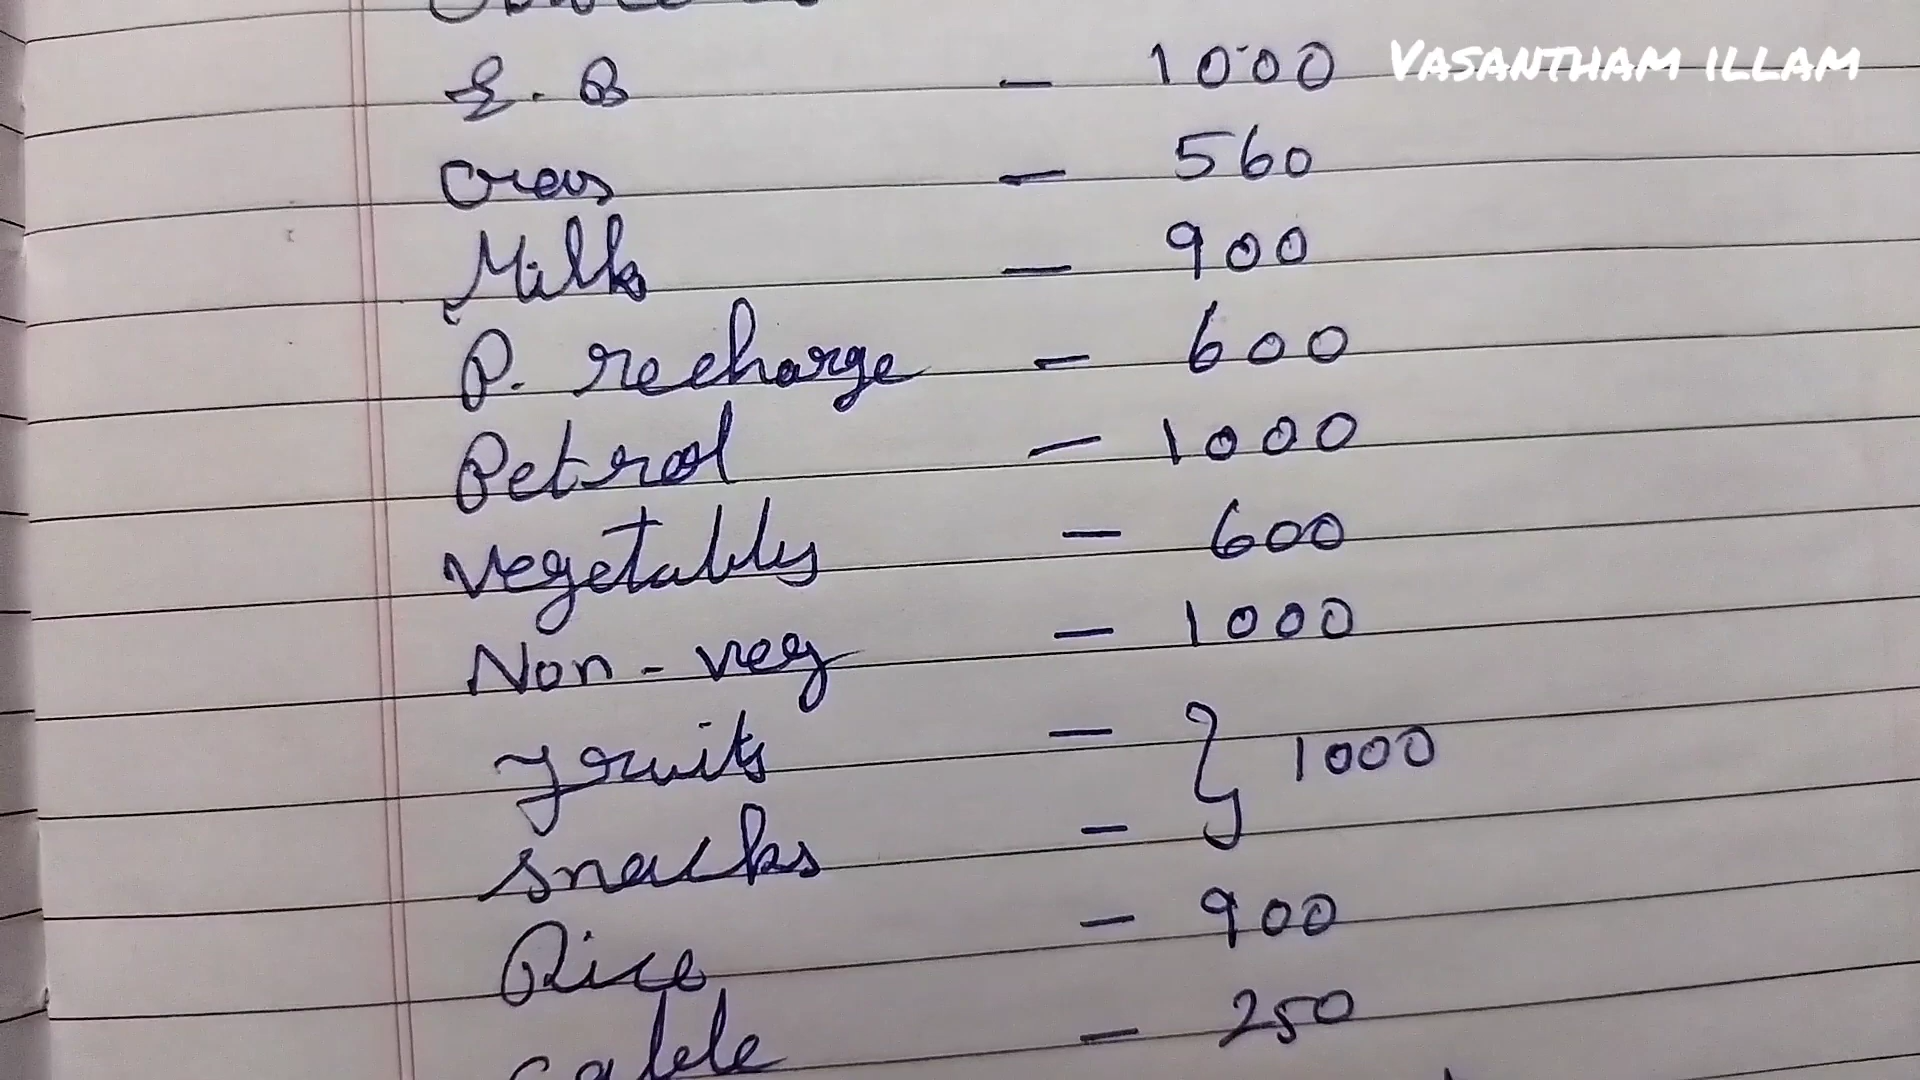 E.B - 1000
VASANTHAM ILLAM
- 560
Milk - 900
P. recharge - 600
Petrol - 1000
Vegetables - 600
Non-veg - 1000
fruits - } 1000
snacks -
Rice - 900
cable - 250